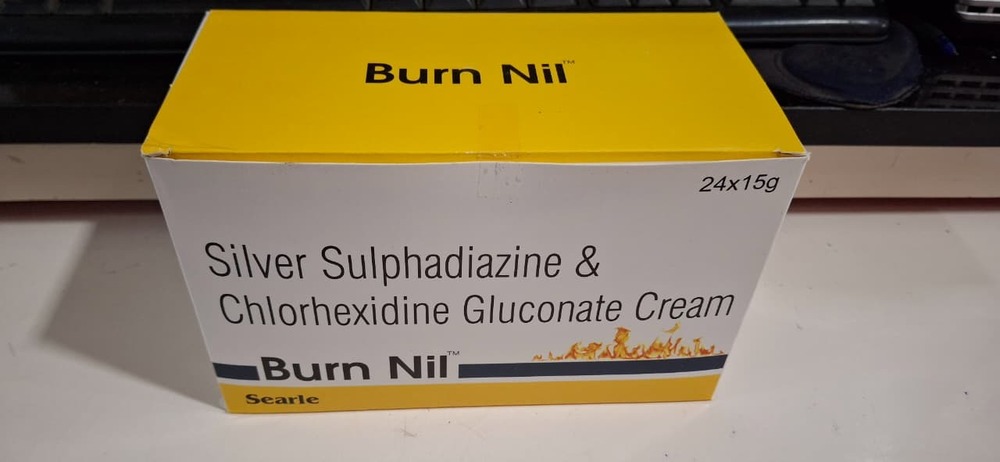 Burn Nil™
24x15g
Silver Sulphadiazine &
Chlorhexidine Gluconate Cream
Burn Nil™
Searle